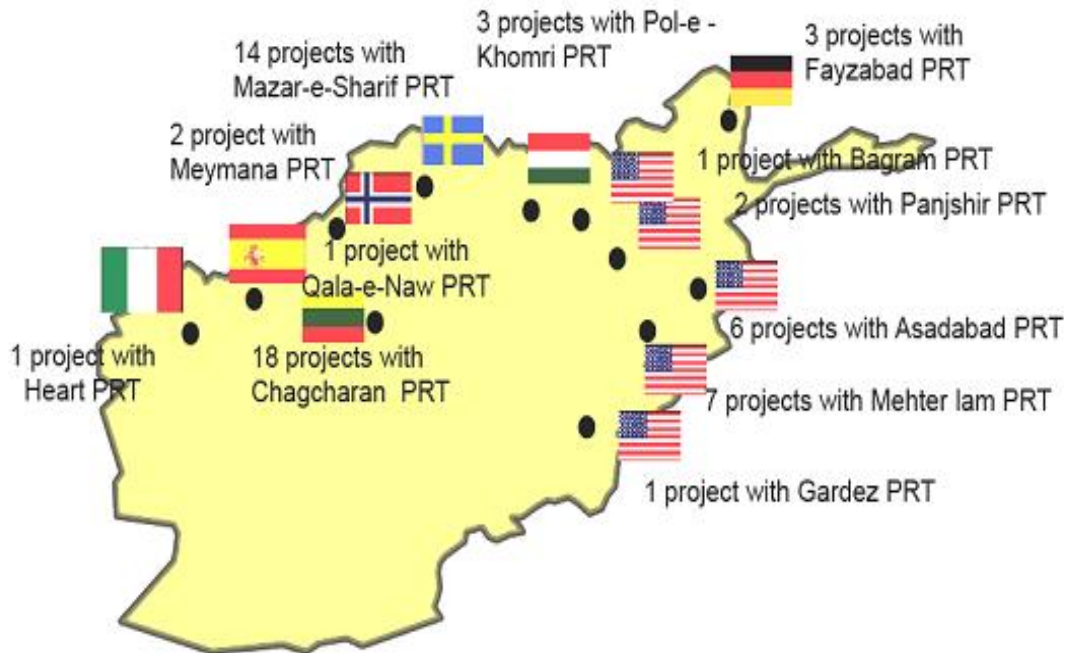 3 projects with Pol-e -
Khomri PRT
3 projects with
Fayzabad PRT
14 projects with
Mazar-e-Sharif PRT
2 project with
Meymana PRT
1 project with Bagram PRT
2 projects with Panjshir PRT
1 project with
Qala-e-Naw PRT
6 projects with Asadabad PRT
1 project with
Heart PRT
18 projects with
Chagcharan PRT
7 projects with Mehter lam PRT
1 project with Gardez PRT